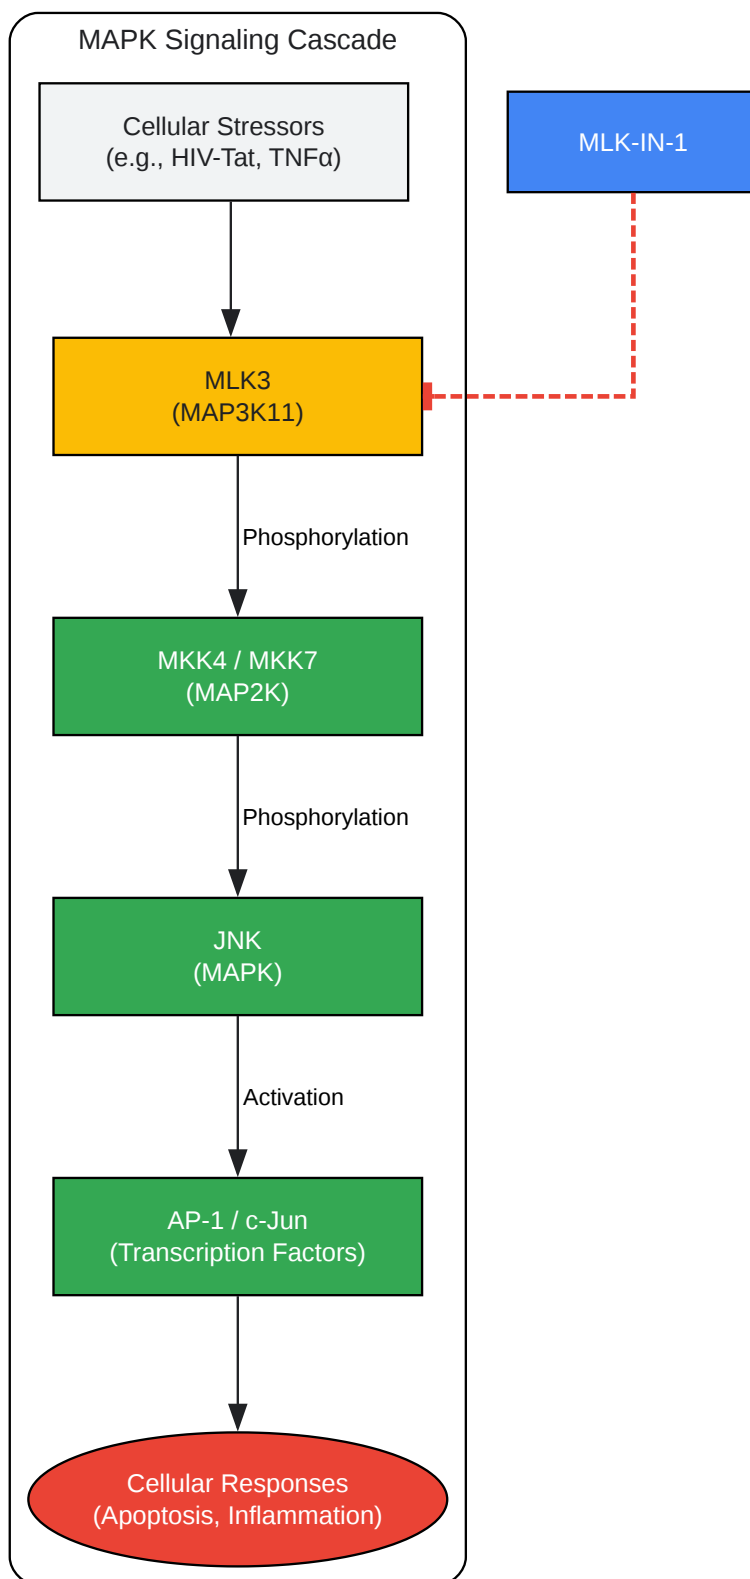 MAPK Signaling Cascade
Cellular Stressors
(e.g., HIV-Tat, TNFα)
MLK-IN-1
MLK3
(MAP3K11)
Phosphorylation
MKK4 / MKK7
(MAP2K)
Phosphorylation
JNK
(MAPK)
Activation
AP-1 / c-Jun
(Transcription Factors)
Cellular Responses
(Apoptosis, Inflammation)